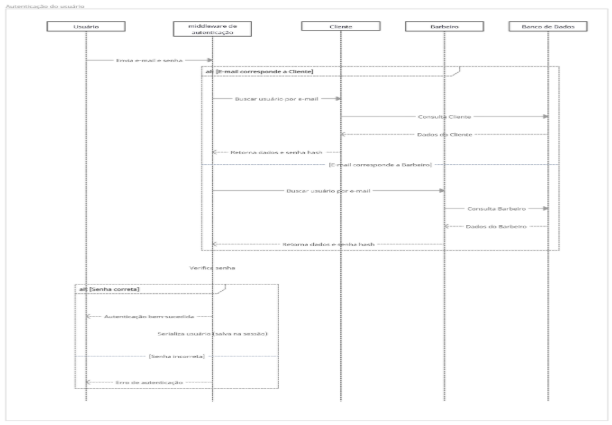 Autenticação do usuário
Usuário
middleware de
autenticação
Cliente
Barbeiro
Banco de Dados
Envia e-mail e senha
alt [E-mail corresponde a Cliente]
Buscar usuário por e-mail
Consulta Cliente
Dados do Cliente
Retorna dados e senha hash
[E-mail corresponde a Barbeiro]
Buscar usuário por e-mail
Consulta Barbeiro
Dados do Barbeiro
Retorna dados e senha hash
Verifica senha
alt [Senha correta]
Autenticação bem-sucedida
Serializa usuário (salva na sessão)
[Senha incorreta]
Erro de autenticação